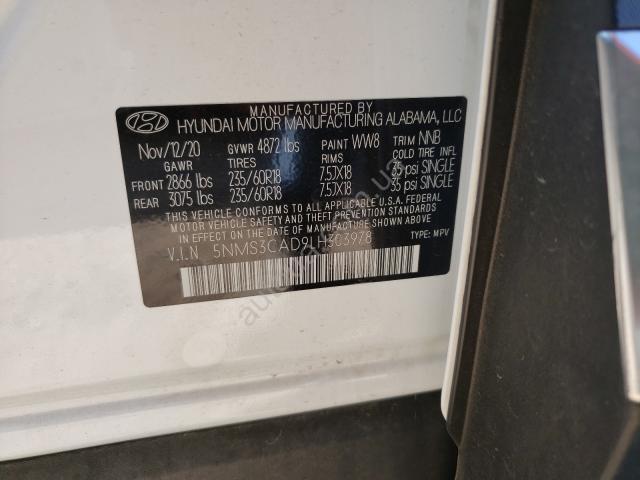 MANUFACTURED BY
HYUNDAI MOTOR MANUFACTURING ALABAMA, LLC
Nov/12/20 GVWR 4872 lbs PAINT WW8 TRIM NNB
GAWR TIRES RIMS COLD TIRE INFL.
FRONT 2866 lbs 235/60R18 7.5JX18 35 psi SINGLE
REAR 3075 lbs 235/60R18 7.5JX18 35 psi SINGLE
THIS VEHICLE CONFORMS TO ALL APPLICABLE FEDERAL
MOTOR VEHICLE SAFETY, BUMPER, AND THEFT PREVENTION STANDARDS
IN EFFECT ON THE DATE OF MANUFACTURE SHOWN ABOVE.
V.I.N 5NMS3CAD9LH303978 TYPE: MPV